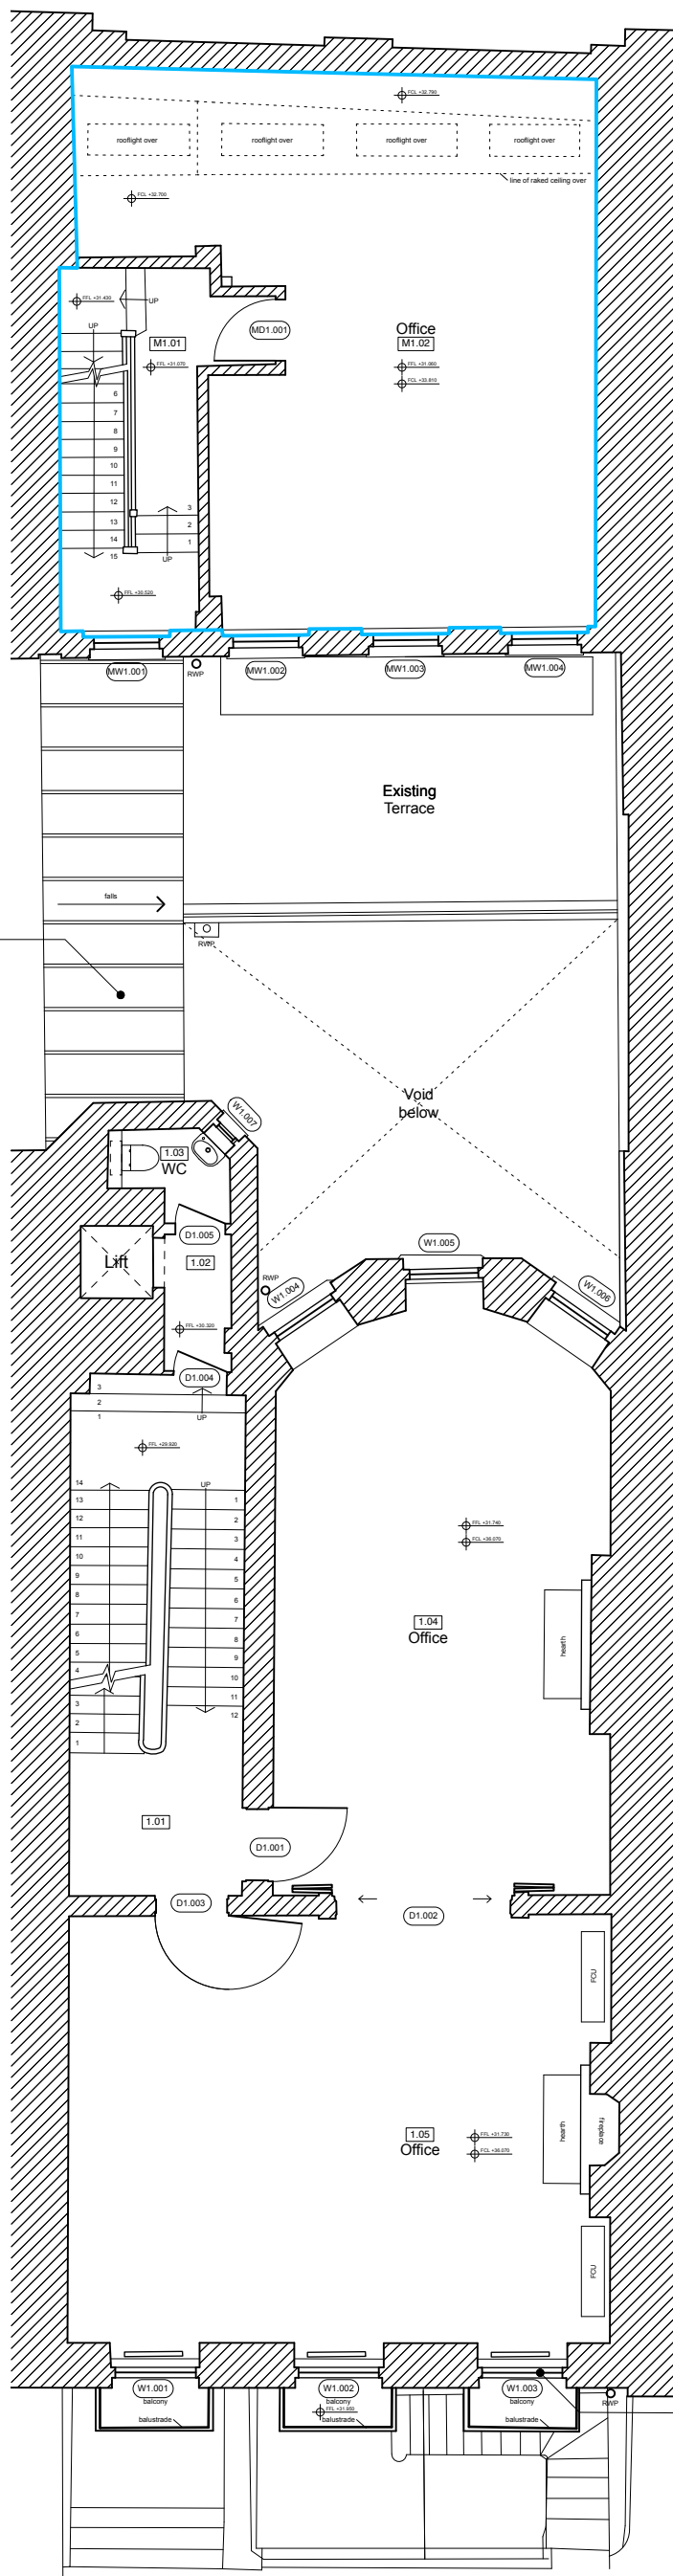 FCL +32.790
rooflight over
rooflight over
rooflight over
rooflight over
line of raked ceiling over
FCL +32.700
FFL +31.430
UP
UP
M1.01
FFL +31.070
MD1.001
Office
M1.02
FFL +31.060
FCL +33.810
6
7
8
9
10
11
12
13
14
15
3
2
1
UP
FFL +30.520
MW1.001
RWP
MW1.002
MW1.003
MW1.004
Existing
Terrace
falls
RWP
Void
below
W1.007
1.03
WC
D1.005
Lift
1.02
W1.005
RWP
W1.004
W1.006
FFL +30.320
D1.004
3
2
1
UP
FFL +29.920
14
13
12
11
10
9
8
7
6
5
4
3
2
1
UP
1
2
3
4
5
6
7
8
9
10
11
12
FFL +31.740
FCL +36.070
1.04
Office
hearth
1.01
D1.001
D1.003
D1.002
FCU
1.05
Office
FFL +31.730
FCL +36.070
hearth
fireplace
FCU
W1.001
balcony
balustrade
W1.002
balcony
FFL +31.650
balustrade
W1.003
balcony
balustrade
RWP